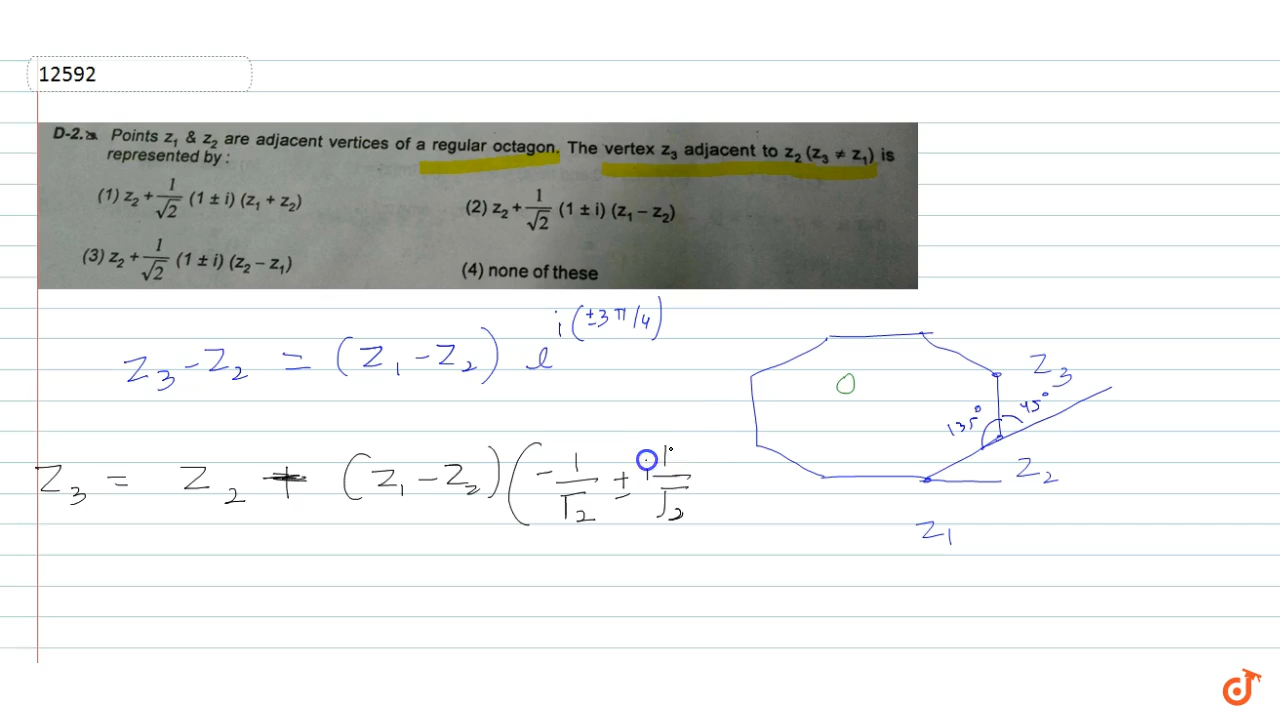 12592
D-2. Points z₁ & z₂ are adjacent vertices of a regular octagon. The vertex z₃ adjacent to z₂ (z₃ ≠ z₁) is
represented by :
(1) z₂ + 1/√2 (1 ± i) (z₁ + z₂)
(2) z₂ + 1/√2 (1 ± i) (z₁ – z₂)
(3) z₂ + 1/√2 (1 ± i) (z₂ – z₁)
(4) none of these
z₃ - z₂ = (z₁ - z₂) e^i(±3π/4)
z₃ = z₂ + (z₁ - z₂) (-1/√2 ± i 1/√2
O
z₃
135° 45°
z₂
z₁